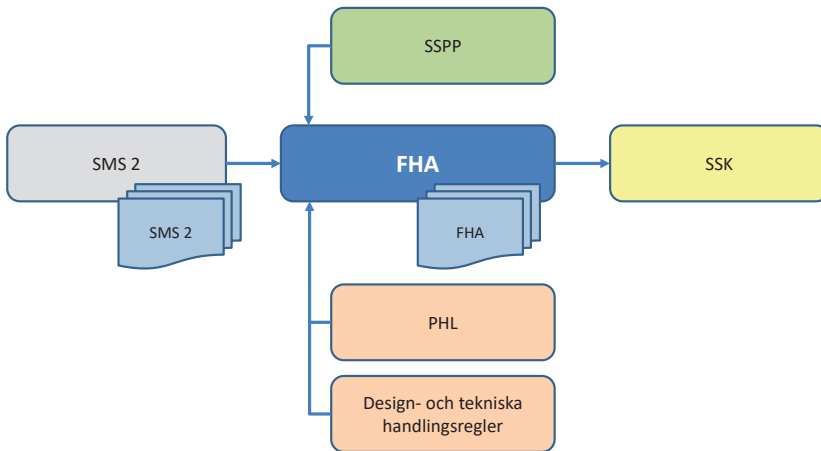 SSPP
SMS 2
FHA
SSK
SMS 2
FHA
PHL
Design- och tekniska
handlingsregler